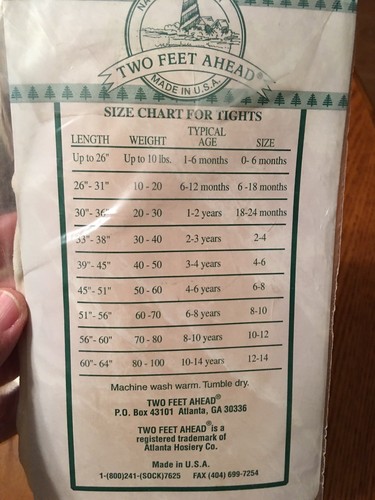 NA
TWO FEET AHEAD®
MADE IN U.S.A.
SIZE CHART FOR TIGHTS
LENGTH WEIGHT TYPICAL AGE SIZE
Up to 26" Up to 10 lbs. 1-6 months 0- 6 months
26"- 31" 10 - 20 6-12 months 6 -18 months
30"- 36" 20 - 30 1-2 years 18-24 months
33"- 38" 30 - 40 2-3 years 2-4
39"- 45" 40 - 50 3-4 years 4-6
45"- 51" 50 - 60 4-6 years 6-8
51"- 56" 60 -70 6-8 years 8-10
56"- 60" 70 - 80 8-10 years 10-12
60"- 64" 80 - 100 10-14 years 12-14
Machine wash warm. Tumble dry.
TWO FEET AHEAD®
P.O. Box 43101 Atlanta, GA 30336
TWO FEET AHEAD® is a
registered trademark of
Atlanta Hosiery Co.
Made in U.S.A.
1-(800)241-(SOCK)7625 FAX (404) 699-7254